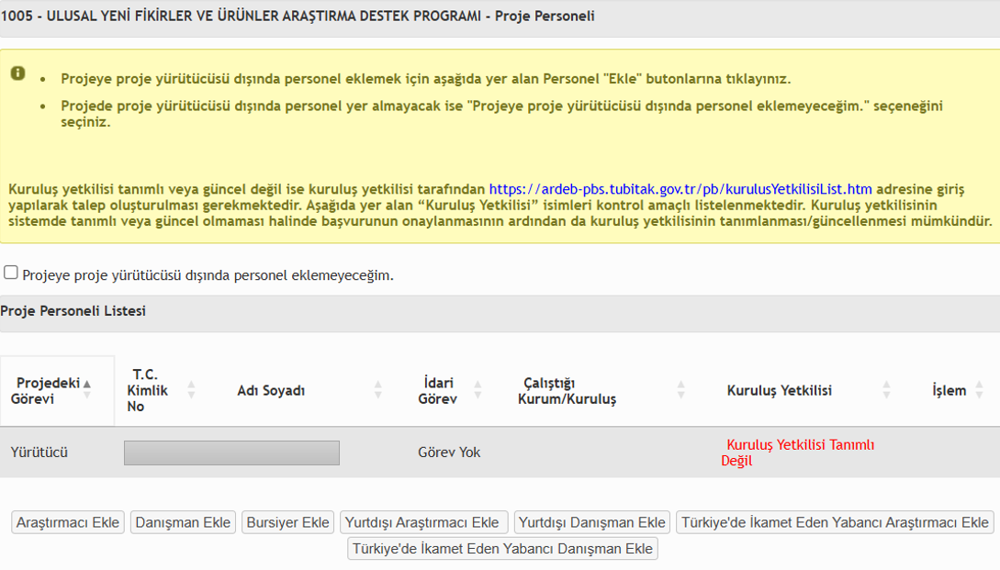 1005 - ULUSAL YENİ FİKİRLER VE ÜRÜNLER ARAŞTIRMA DESTEK PROGRAMI - Proje Personeli
Projeye proje yürütücüsü dışında personel eklemek için aşağıda yer alan Personel "Ekle" butonlarına tıklayınız.
Projede proje yürütücüsü dışında personel yer almayacak ise "Projeye proje yürütücüsü dışında personel eklemeyeceğim." seçeneğini
seçiniz.
Kuruluş yetkilisi tanımlı veya güncel değil ise kuruluş yetkilisi tarafından https://ardeb-pbs.tubitak.gov.tr/pb/kurulusYetkilisiList.htm adresine giriş
yapılarak talep oluşturulması gerekmektedir. Aşağıda yer alan “Kuruluş Yetkilisi” isimleri kontrol amaçlı listelenmektedir. Kuruluş yetkilisinin
sistemde tanımlı veya güncel olmaması halinde başvurunun onaylanmasının ardından da kuruluş yetkilisinin tanımlanması/güncellenmesi mümkündür.
Projeye proje yürütücüsü dışında personel eklemeyeceğim.
Proje Personeli Listesi
Projedeki
Görevi
T.C.
Kimlik
No
Adı Soyadı
İdari
Görev
Çalıştığı
Kurum/Kuruluş
Kuruluş Yetkilisi
İşlem
Yürütücü
Görev Yok
Kuruluş Yetkilisi Tanımlı
Değil
Araştırmacı Ekle
Danışman Ekle
Bursiyer Ekle
Yurtdışı Araştırmacı Ekle
Yurtdışı Danışman Ekle
Türkiye'de İkamet Eden Yabancı Araştırmacı Ekle
Türkiye'de İkamet Eden Yabancı Danışman Ekle